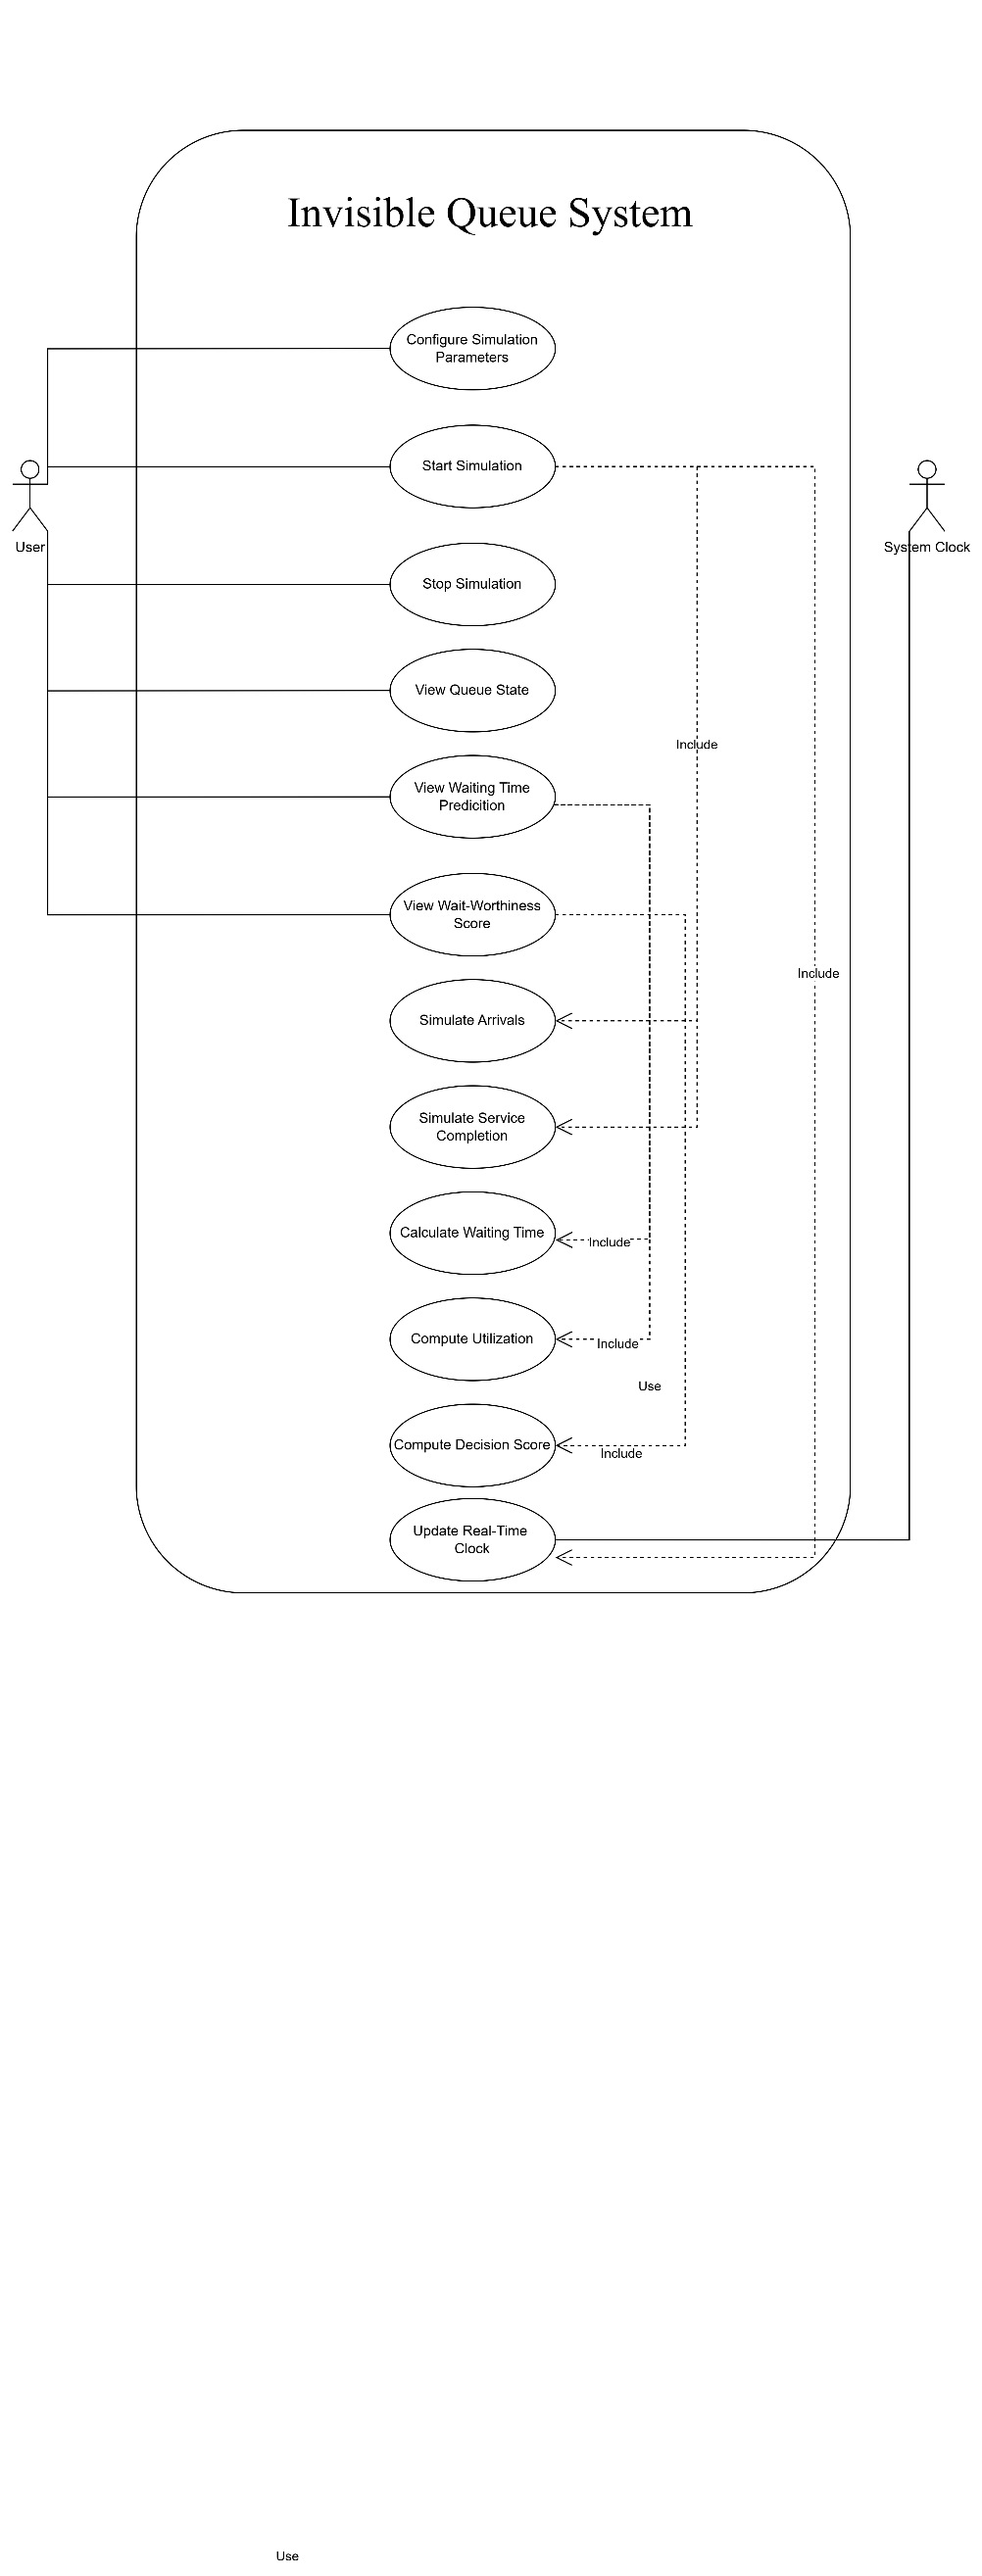 Invisible Queue System
Configure Simulation
Parameters
Start Simulation
User
System Clock
Stop Simulation
View Queue State
Include
View Waiting Time
Predicition
View Wait-Worthiness
Score
Include
Simulate Arrivals
Simulate Service
Completion
Calculate Waiting Time
Include
Compute Utilization
Include
Use
Compute Decision Score
Include
Update Real-Time
Clock
Use